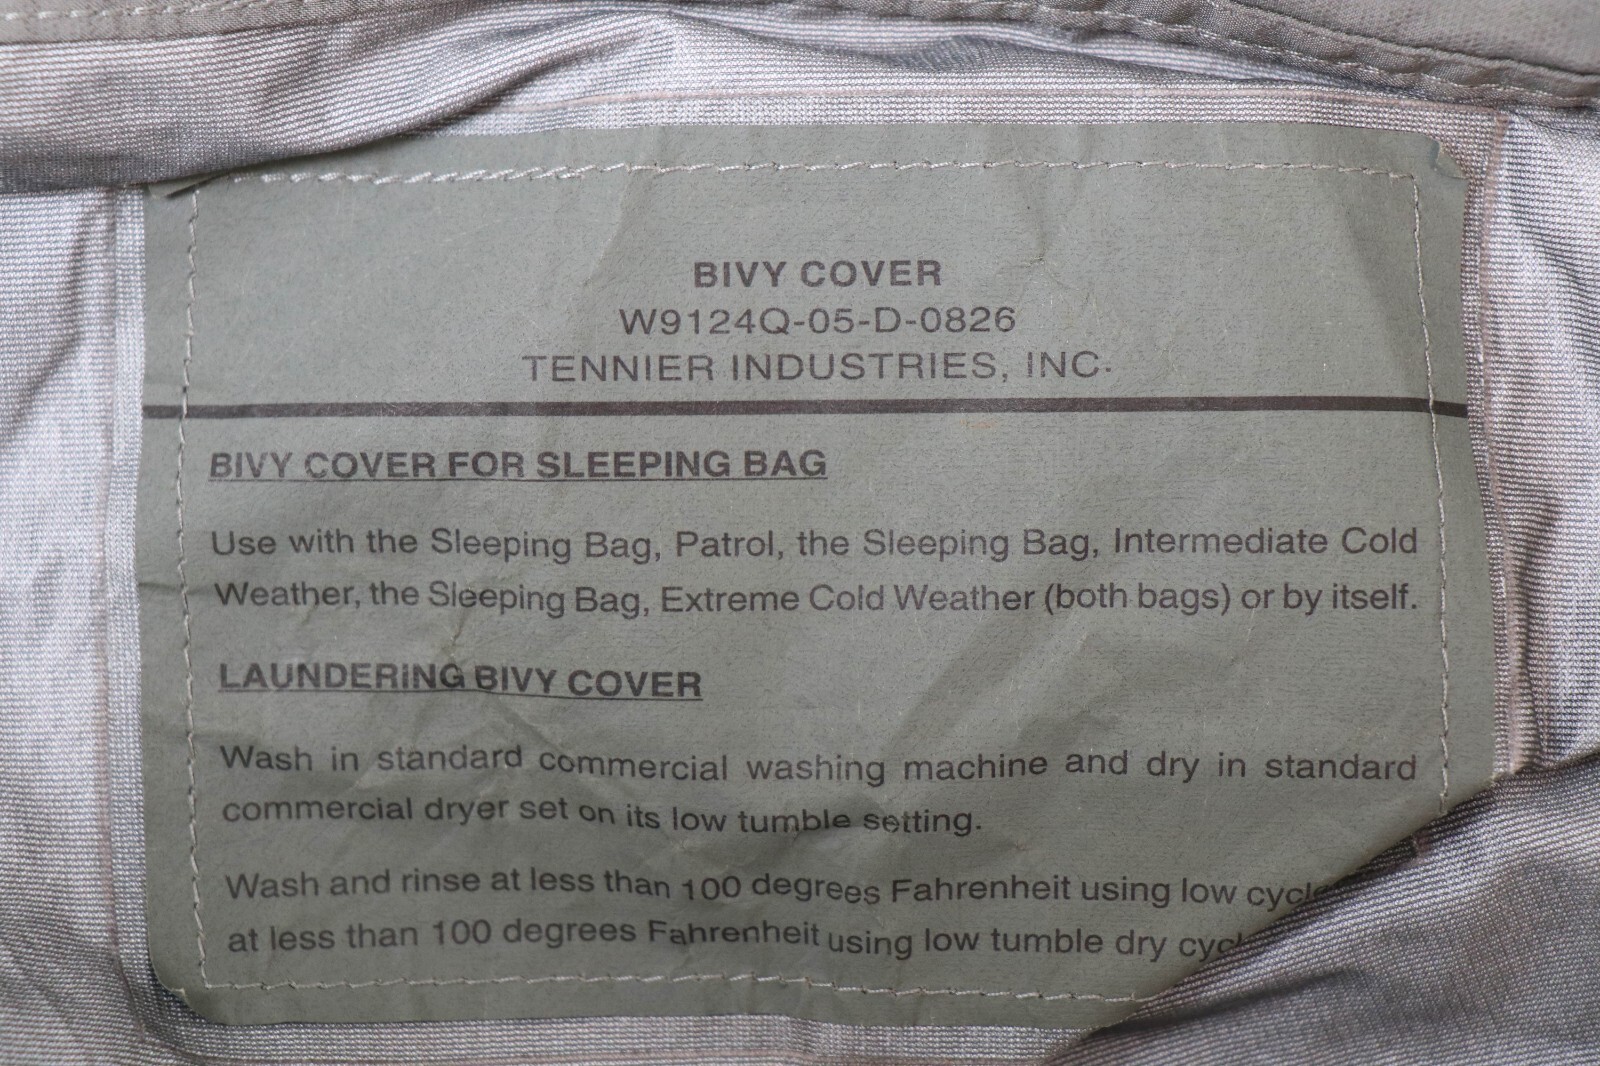 BIVY COVER
W9124Q-05-D-0826
TENNIER INDUSTRIES, INC.
BIVY COVER FOR SLEEPING BAG
Use with the Sleeping Bag, Patrol, the Sleeping Bag, Intermediate Cold
Weather, the Sleeping Bag, Extreme Cold Weather (both bags) or by itself.
LAUNDERING BIVY COVER
Wash in standard commercial washing machine and dry in standard
commercial dryer set on its low tumble setting.
Wash and rinse at less than 100 degrees Fahrenheit using low cycle
at less than 100 degrees Fahrenheit using low tumble dry